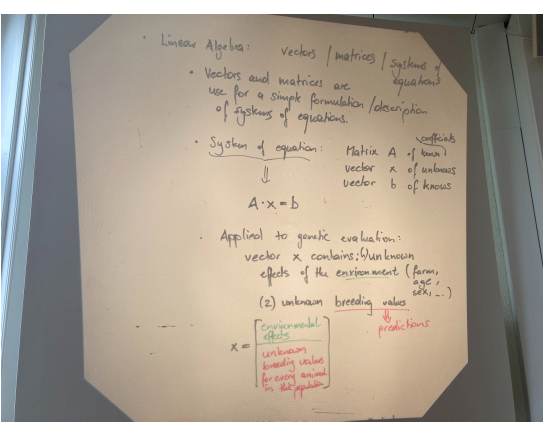 · Linear Algebra: vectors / matrices / systems of equations
· Vectors and matrices are
use for a simple formulation / description
of systems of equations.
· System of equation: Matrix A of known coefficients
vector x of unknows
vector b of knows
⇓
A·x=b
· Applied to genetic evaluation:
vector x contains: (1) unknown
effects of the environment (farm,
age,
sex, ...)
(2) unknown breeding values
⇓
predictions
x =
environmental
effects
unknown
breeding values
for every animal
in the population